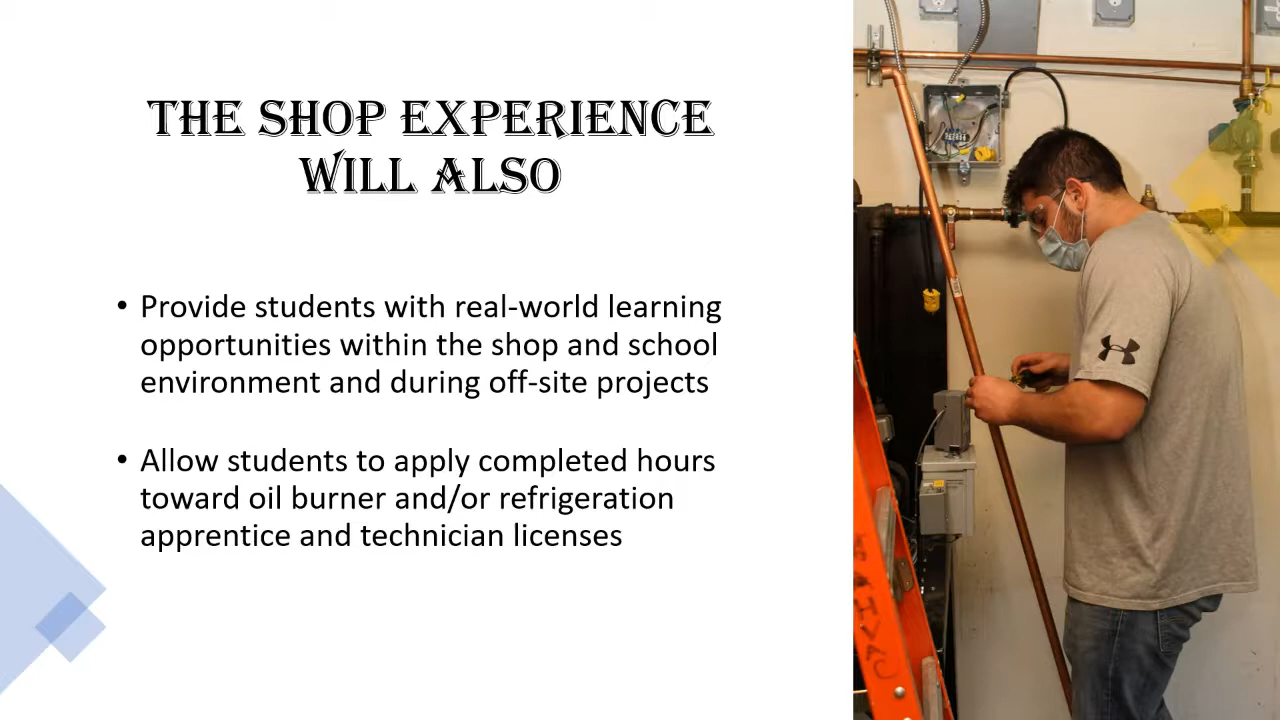 THE SHOP EXPERIENCE
WILL ALSO
• Provide students with real-world learning
opportunities within the shop and school
environment and during off-site projects
• Allow students to apply completed hours
toward oil burner and/or refrigeration
apprentice and technician licenses
HVAC